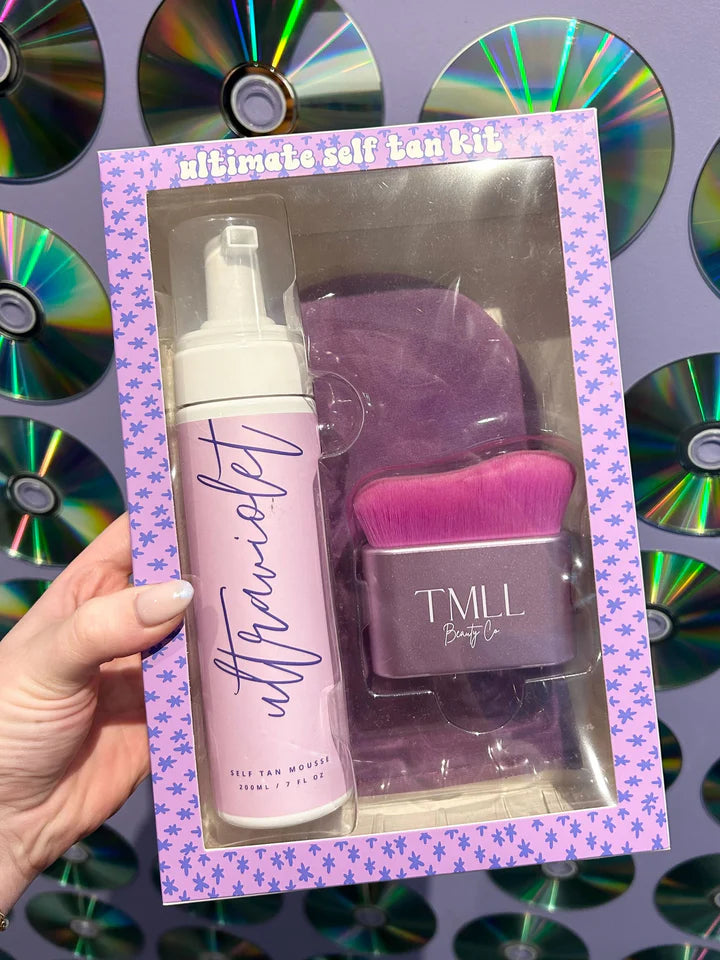 ultimate self tan kit
ultraviolet
SELF TAN MOUSSE
200ML / 7 FL OZ
TMLL
Beauty Co